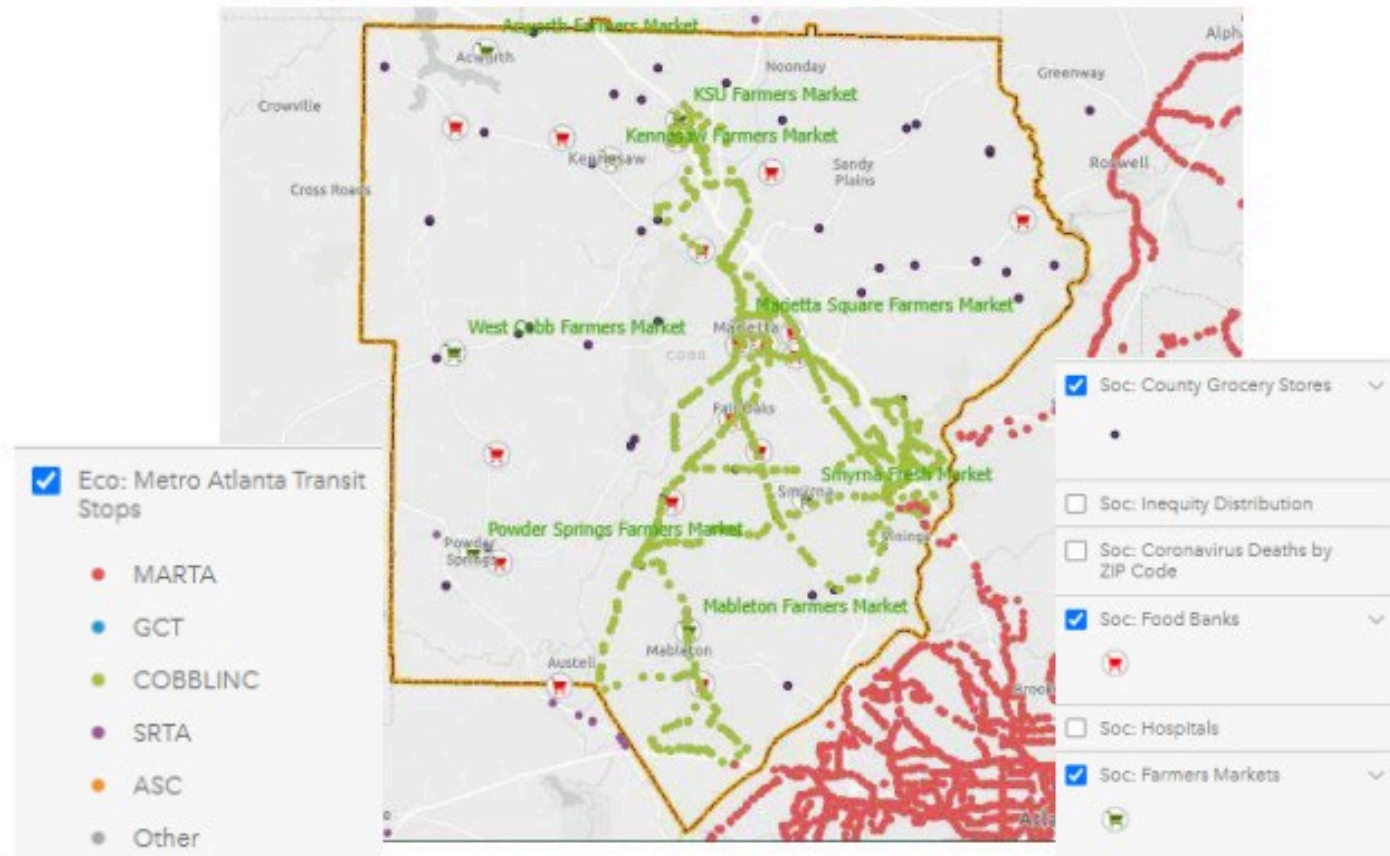 Acworth Farmers Market
Alph
Acworth
Noonday
Greenway
KSU Farmers Market
Crowville
Kennesaw Farmers Market
Kennesaw
Sandy
Plains
Roswell
Cross Roads
Marietta Square Farmers Market
West Cobb Farmers Market
Marietta
COBB
Fair Oaks
Smyrna Fresh Market
Smyrna
Powder Springs Farmers Market
Vinings
Powder
Springs
Mableton Farmers Market
Mableton
Austell
Brook
Atla
e
Eco: Metro Atlanta Transit
Stops
MARTA
GCT
COBBLINC
SRTA
ASC
Other
Soc: County Grocery Stores
Soc: Inequity Distribution
Soc: Coronavirus Deaths by
ZIP Code
Soc: Food Banks
Soc: Hospitals
Soc: Farmers Markets